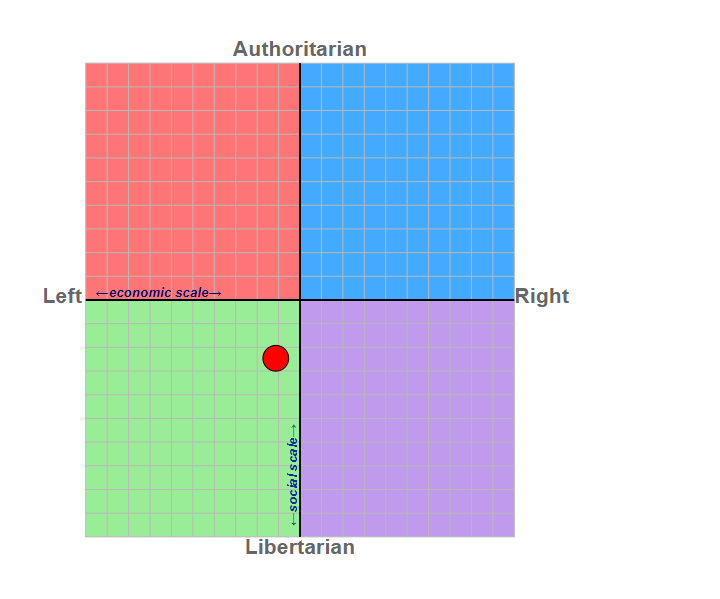 Authoritarian
Left
←economic scale→
Right
←social scale→
Libertarian